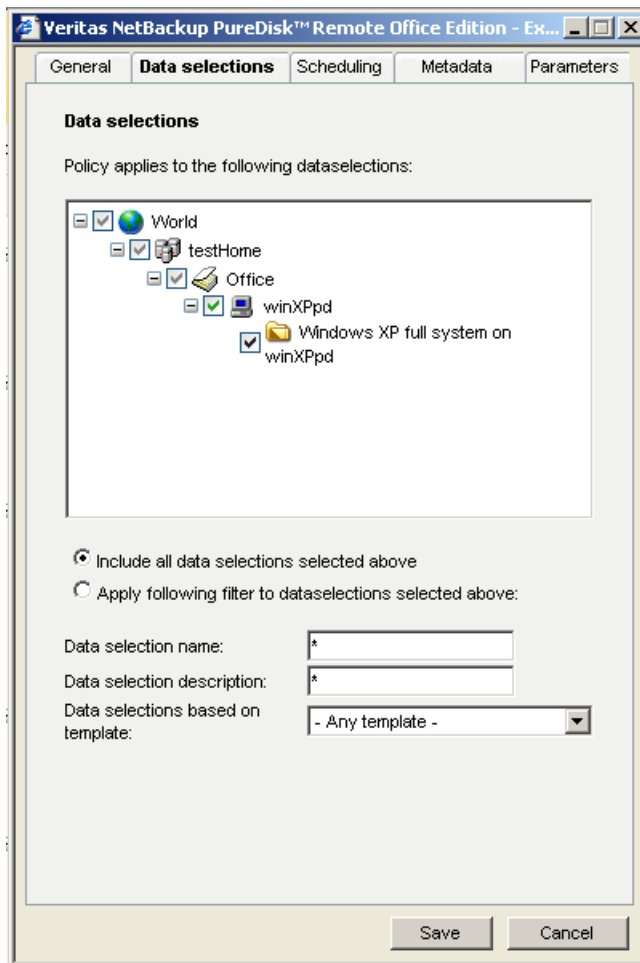 Veritas NetBackup PureDisk™ Remote Office Edition - Ex...
General Data selections Scheduling Metadata Parameters
Data selections
Policy applies to the following dataselections:
World
testHome
Office
winXPpd
Windows XP full system on
winXPpd
Include all data selections selected above
Apply following filter to dataselections selected above:
Data selection name: *
Data selection description: *
Data selections based on
template:
- Any template -
Save Cancel